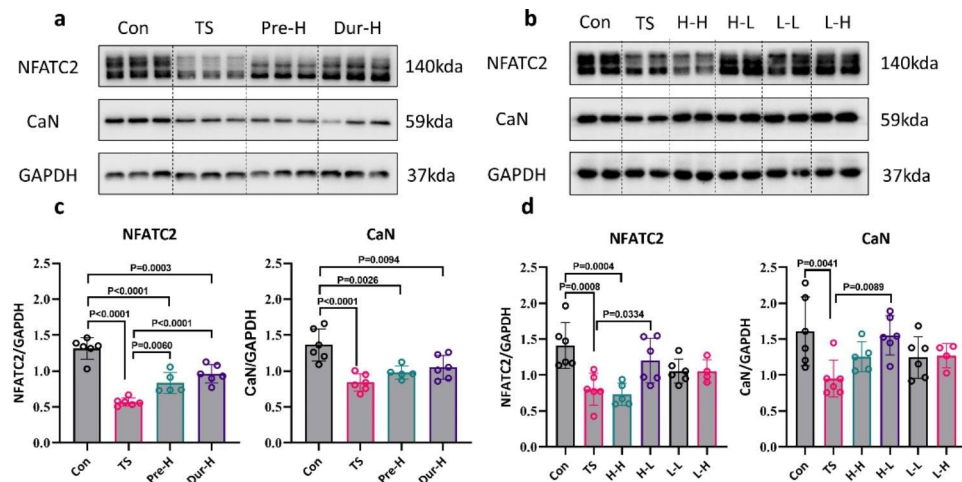 a
Con TS Pre-H Dur-H
NFATC2 140kda
CaN 59kda
GAPDH 37kda
b
Con TS H-H H-L L-L L-H
NFATC2 140kda
CaN 59kda
GAPDH 37kda
c
NFATC2
NFATC2/GAPDH
2.5
2.0
1.5
1.0
0.5
0.0
P=0.0003
P<0.0001
P<0.0001 P<0.0001
P=0.0060
Con TS Pre-H Dur-H
CaN
CaN/GAPDH
2.5
2.0
1.5
1.0
0.5
0.0
P=0.0094
P=0.0026
P<0.0001
Con TS Pre-H Dur-H
d
NFATC2
NFATC2/GAPDH
2.5
2.0
1.5
1.0
0.5
0.0
P=0.0004
P=0.0008
P=0.0334
Con TS H-H H-L L-L L-H
CaN
CaN/GAPDH
2.5
2.0
1.5
1.0
0.5
0.0
P=0.0041
P=0.0089
Con TS H-H H-L L-L L-H